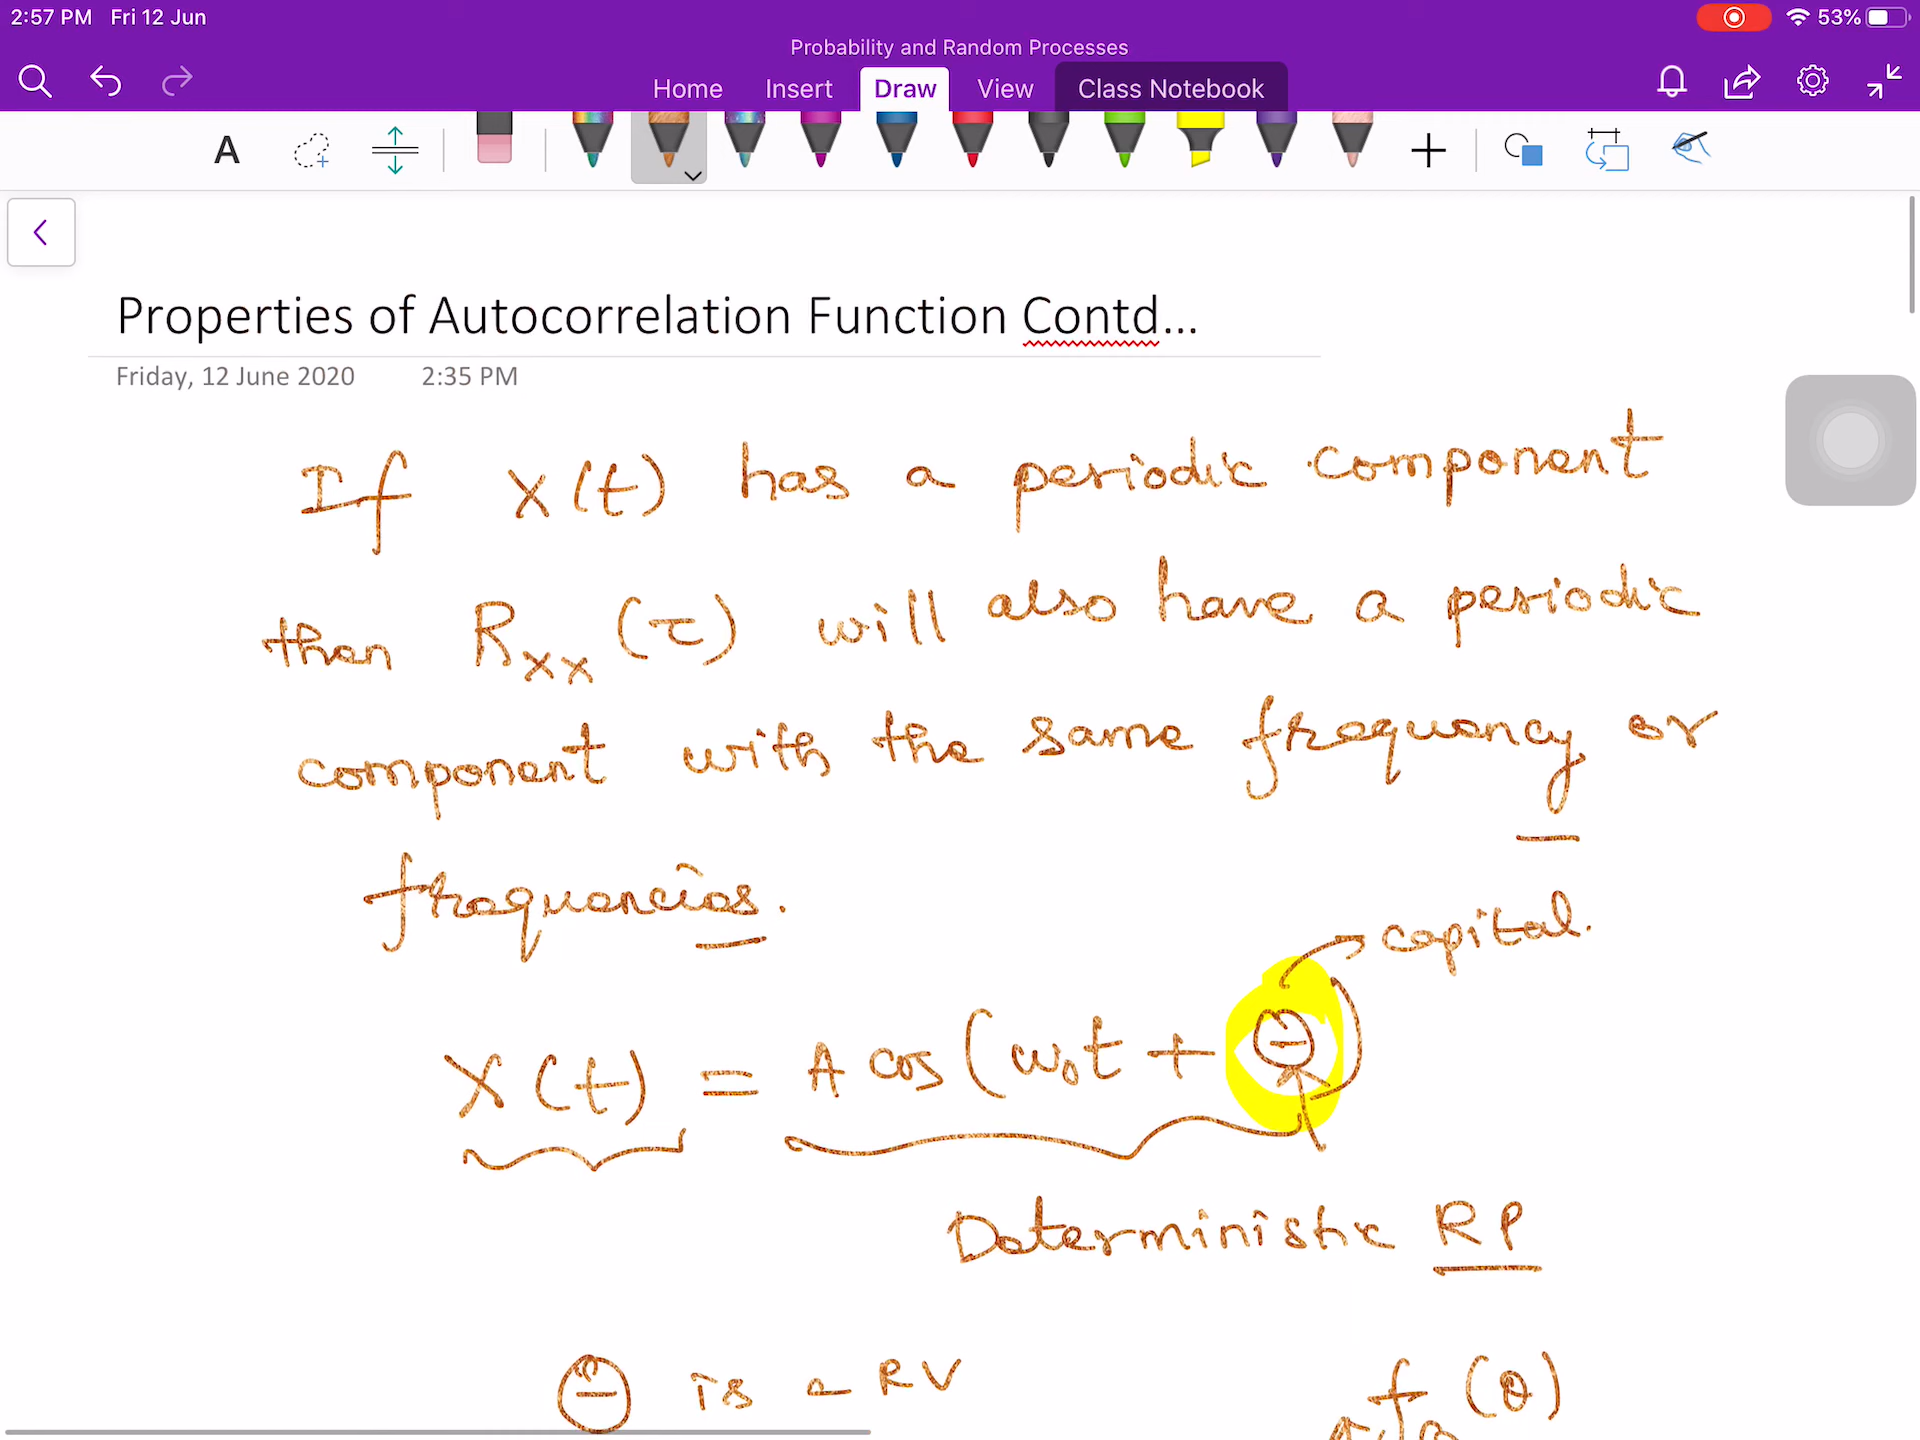 2:57 PM Fri 12 Jun 53%
Probability and Random Processes
Home Insert Draw View Class Notebook
A
Properties of Autocorrelation Function Contd...
Friday, 12 June 2020 2:35 PM
If X(t) has a periodic component
then Rxx(τ) will also have a periodic
component with the same frequency or
frequencies.
capital.
X(t) = A cos(ω₀t + Θ)
Deterministic RP
Θ is a RV
(θ)